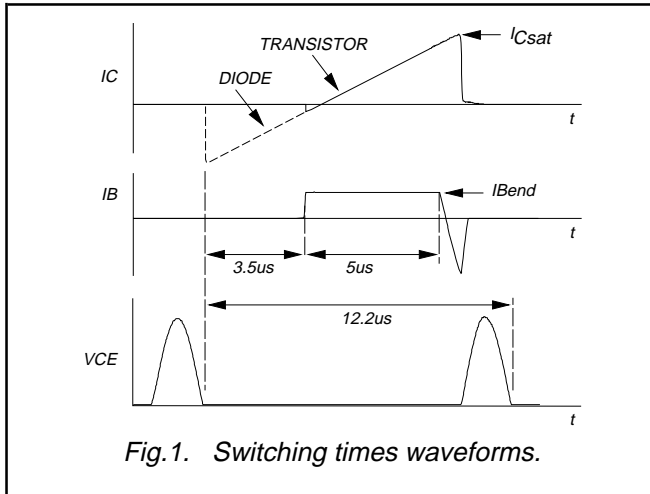 ICsat
TRANSISTOR
IC
DIODE
t
IB
IBend
t
3.5us
5us
12.2us
VCE
t
Fig.1. Switching times waveforms.